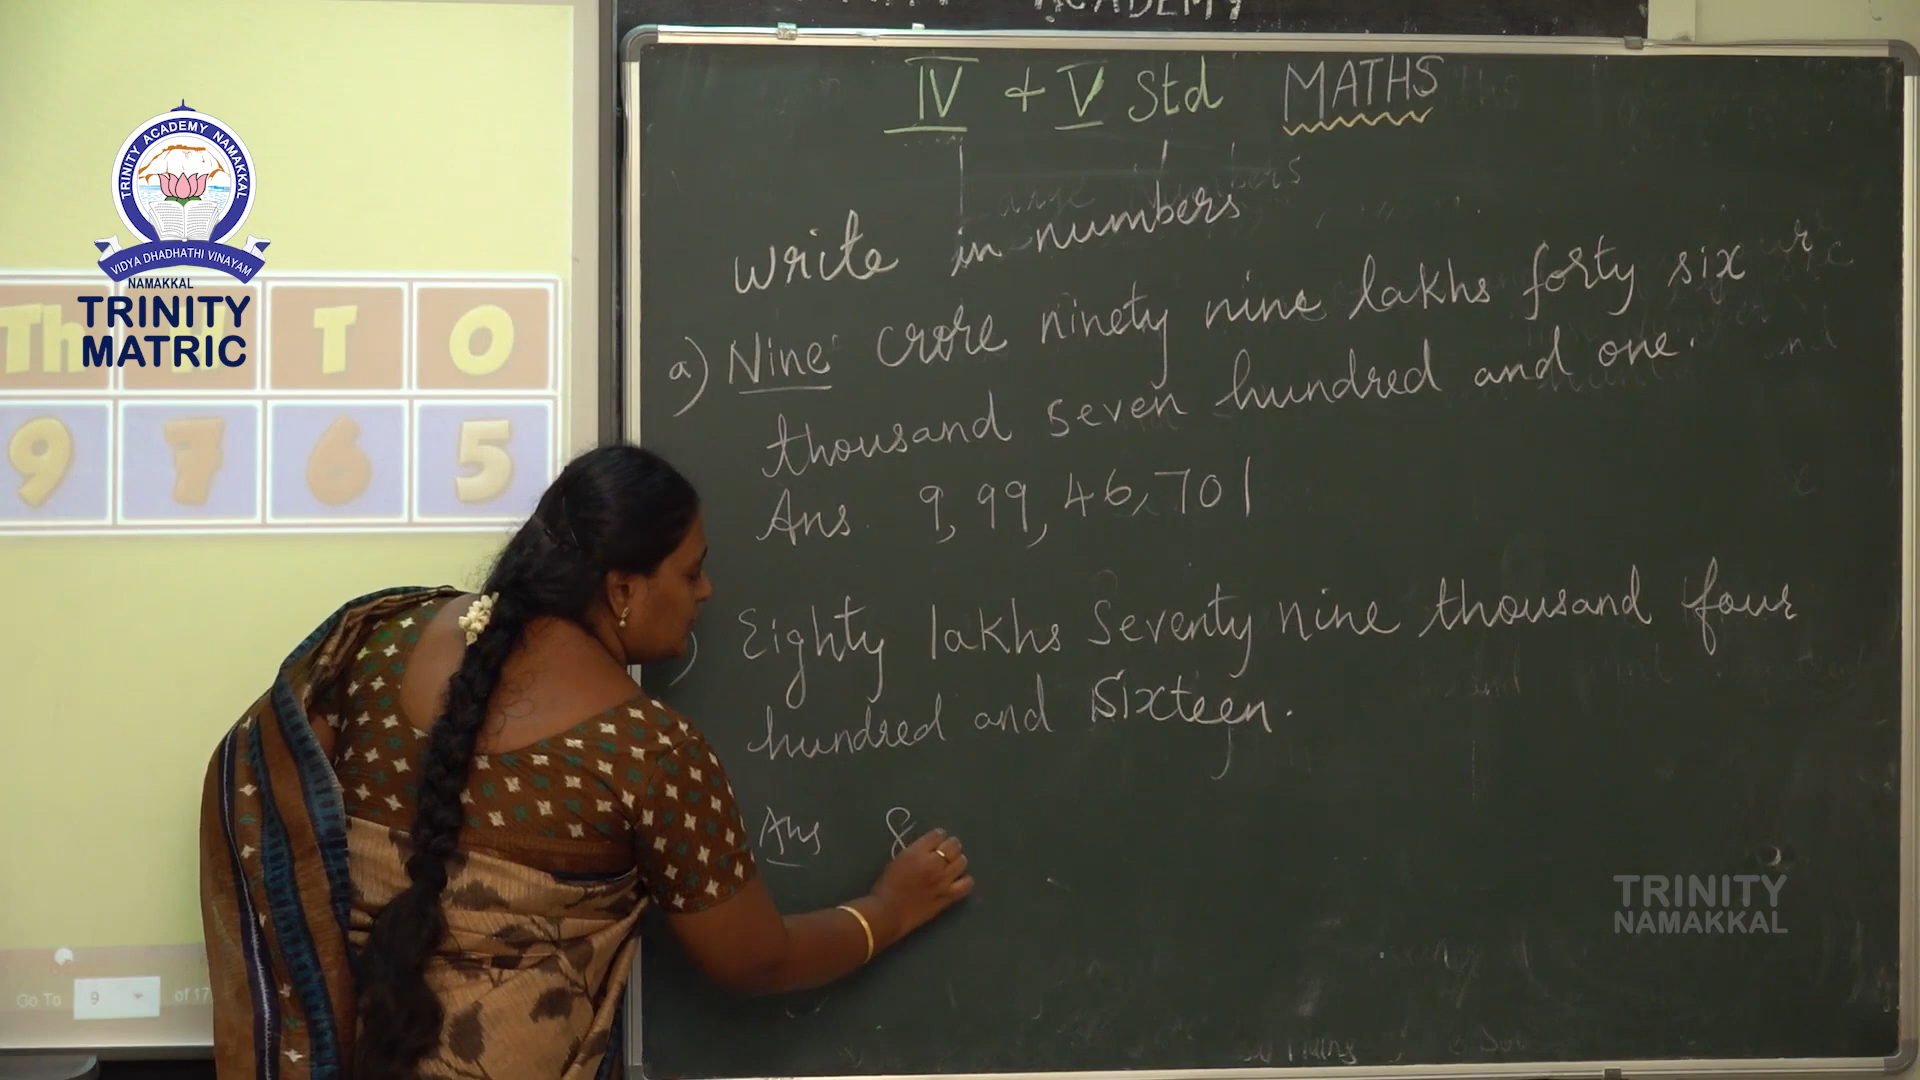 ACADEMY
IV + V Std MATHS
write in numbers
a) Nine crore ninety nine lakhs forty six
thousand seven hundred and one.
Ans 9,99,46,701
) Eighty lakhs Seventy nine thousand four
hundred and Sixteen.
Ans 8
TRINITY ACADEMY NAMAKKAL
VIDYA DHADHATHI VINAYAM
NAMAKKAL
TRINITY
MATRIC
Th T O
9 7 6 5
Go To 9 of 17
TRINITY
NAMAKKAL